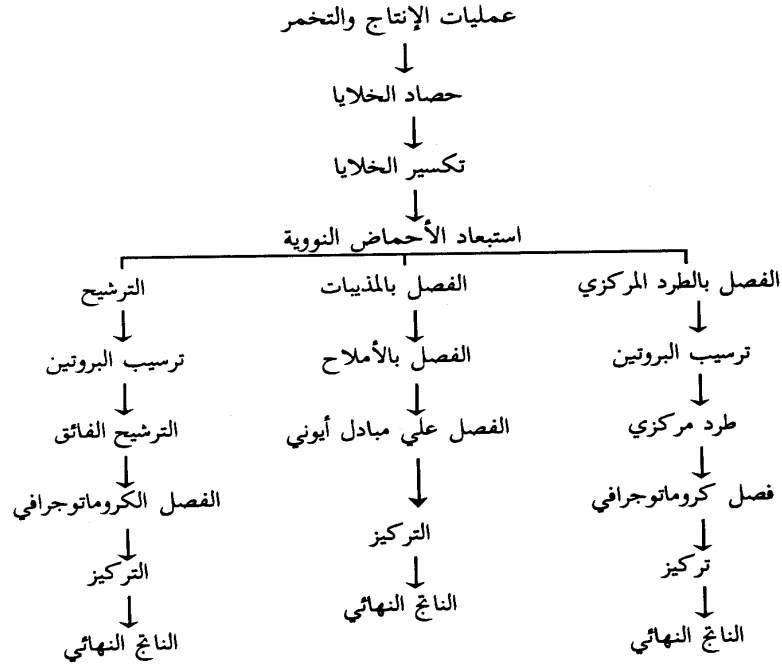 عمليات الإنتاج والتخمر
حصاد الخلايا
تكسير الخلايا
استبعاد الأحماض النووية
الفصل بالطرد المركزي
الفصل بالمذيبات
الترشيح
ترسيب البروتين
الفصل بالأملاح
ترسيب البروتين
طرد مركزي
الفصل علي مبادل أيوني
الترشيح الفائق
فصل كروماتوجرافي
الفصل الكروماتوجرافي
تركيز
التركيز
التركيز
الناتج النهائي
الناتج النهائي
الناتج النهائي